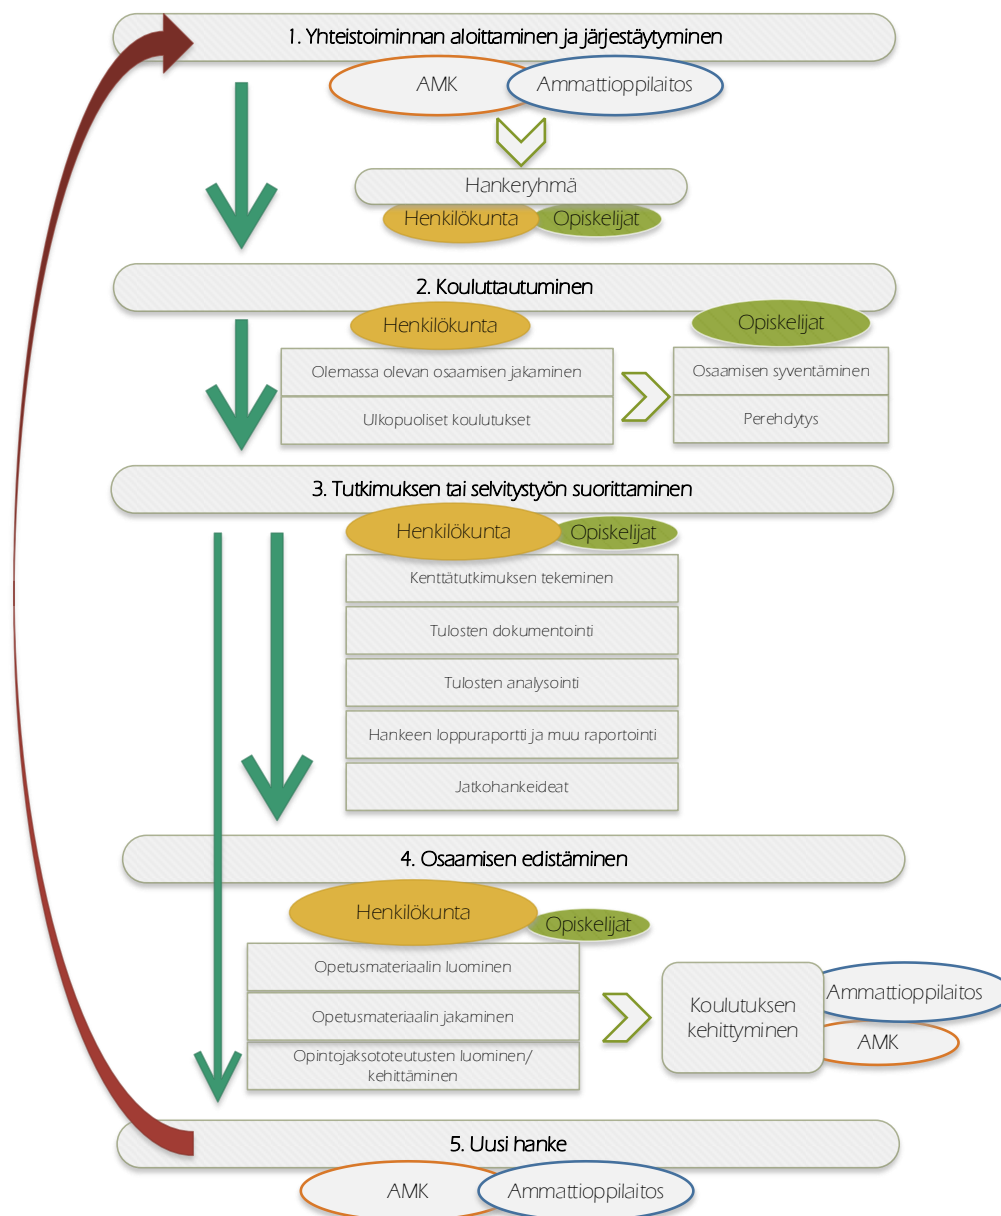 1. Yhteistoiminnan aloittaminen ja järjestäytyminen
AMK
Ammattioppilaitos
Hankeryhmä
Henkilökunta
Opiskelijat
2. Kouluttautuminen
Henkilökunta
Opiskelijat
Olemassa olevan osaamisen jakaminen
Ulkopuoliset koulutukset
Osaamisen syventäminen
Perehdytys
3. Tutkimuksen tai selvitystyön suorittaminen
Henkilökunta
Opiskelijat
Kenttätutkimuksen tekeminen
Tulosten dokumentointi
Tulosten analysointi
Hankeen loppuraportti ja muu raportointi
Jatkohankeideat
4. Osaamisen edistäminen
Henkilökunta
Opiskelijat
Opetusmateriaalin luominen
Opetusmateriaalin jakaminen
Opintojaksototeutusten luominen/
kehittäminen
Koulutuksen
kehittyminen
Ammattioppilaitos
AMK
5. Uusi hanke
AMK
Ammattioppilaitos